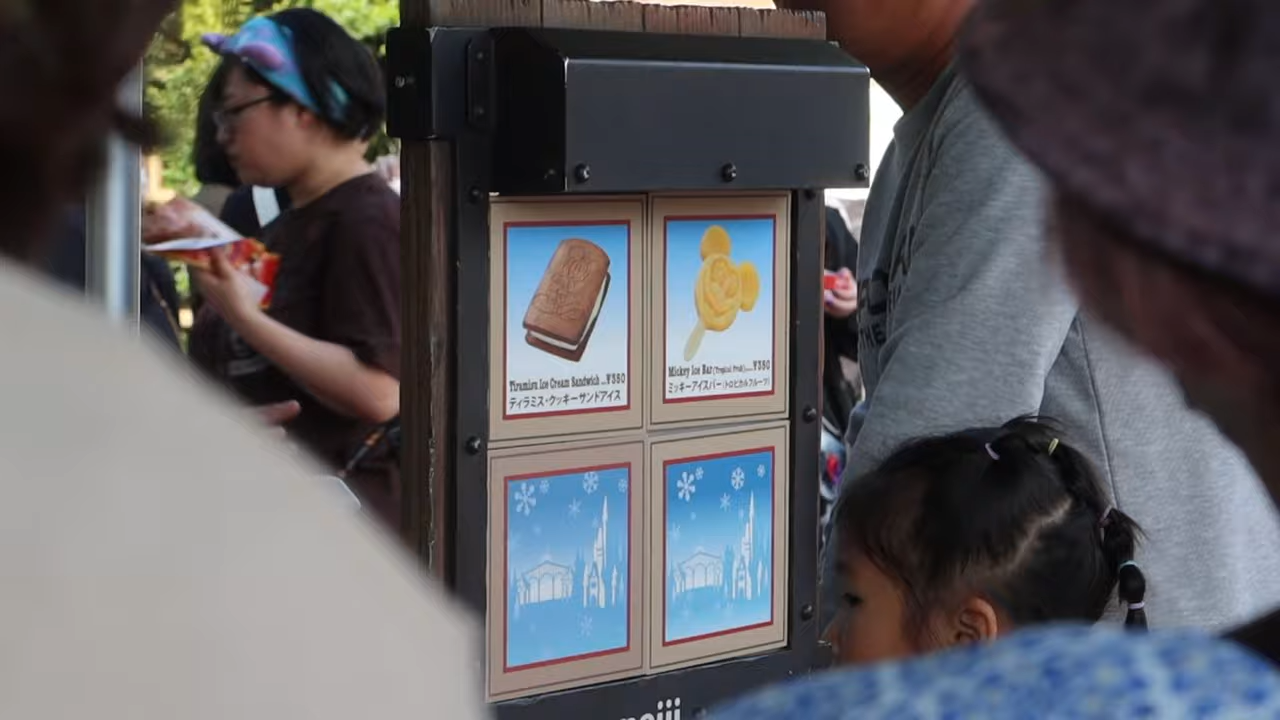 Tiramisu Ice Cream Sandwich ...¥380
ティラミス・クッキーサンドアイス
Mickey Ice Bar (Tropical Fruit) ....¥380
ミッキーアイスバー(トロピカルフルーツ)
THE